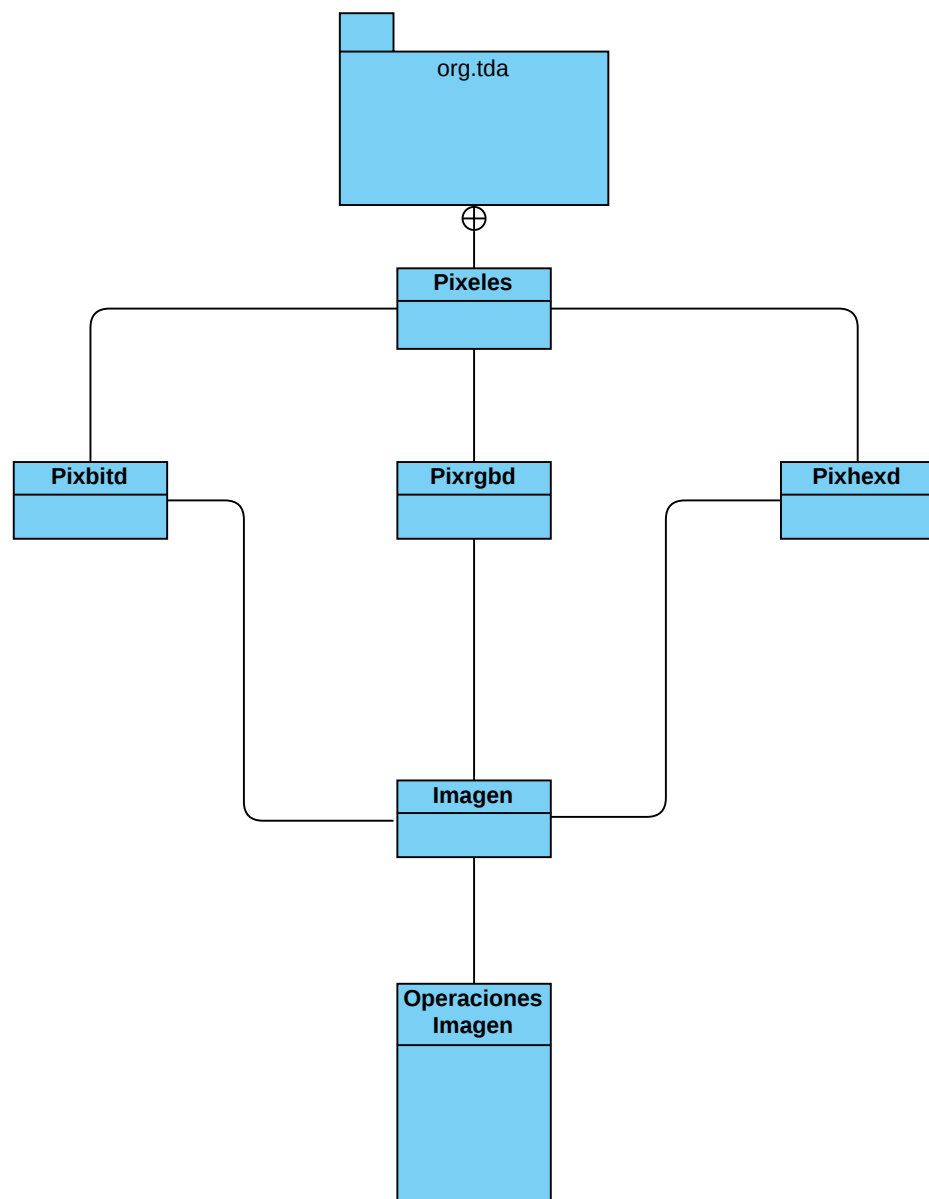 org.tda
Pixeles
Pixbitd
Pixrgbd
Pixhexd
Imagen
Operaciones
Imagen